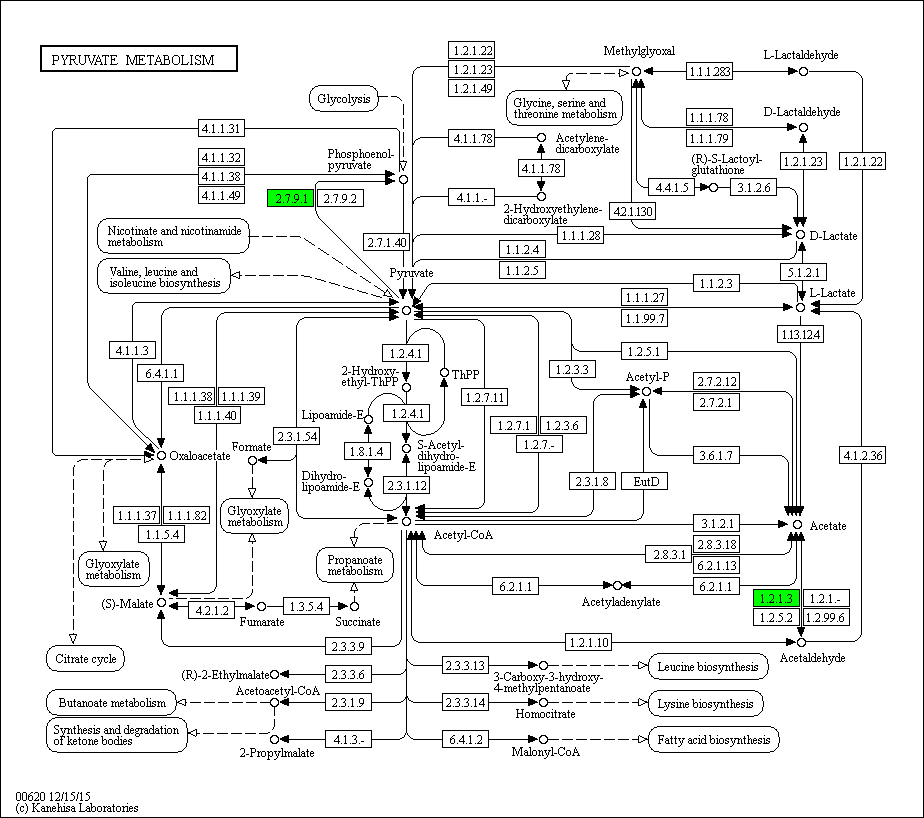 PYRUVATE METABOLISM
1.2.1.22
1.2.1.23
1.2.1.49
Methylglyoxal
1.1.1.283
L-Lactaldehyde
Glycolysis
Glycine, serine and
threonine metabolism
D-Lactaldehyde
1.1.1.78
1.1.1.79
4.1.1.31
4.1.1.32
4.1.1.38
4.1.1.49
Phosphoenol-
pyruvate
4.1.1.78
Acetylene-
dicarboxylate
4.1.1.78
(R)-S-Lactoyl-
glutathione
1.2.1.23
1.2.1.22
4.4.1.5
3.1.2.6
2.7.9.1
2.7.9.2
4.1.1.-
2-Hydroxyethylene-
dicarboxylate
4.2.1.130
Nicotinate and nicotinamide
metabolism
2.7.1.40
1.1.1.28
D-Lactate
1.1.2.4
1.1.2.5
Valine, leucine and
isoleucine biosynthesis
Pyruvate
5.1.2.1
1.1.2.3
L-Lactate
1.1.1.27
1.1.99.7
1.13.12.4
4.1.1.3
6.4.1.1
1.2.4.1
1.2.5.1
2-Hydroxy-
ethyl-ThPP
ThPP
1.2.3.3
Acetyl-P
2.7.2.12
2.7.2.1
1.1.1.38
1.1.1.39
1.1.1.40
1.2.7.11
Lipoamide-E
1.2.4.1
1.2.7.1
1.2.3.6
1.2.7.-
2.3.1.54
Formate
Oxaloacetate
1.8.1.4
S-Acetyl-
dihydro-
lipoamide-E
3.6.1.7
4.1.2.36
Dihydro-
lipoamide-E
2.3.1.12
2.3.1.8
EutD
1.1.1.37
1.1.1.82
1.1.5.4
Glyoxylate
metabolism
Acetyl-CoA
3.1.2.1
Acetate
Glyoxylate
metabolism
Propanoate
metabolism
2.8.3.18
2.8.3.1
6.2.1.13
6.2.1.1
Acetyladenylate
6.2.1.1
(S)-Malate
4.2.1.2
Fumarate
1.3.5.4
Succinate
1.2.1.3
1.2.1.-
1.2.5.2
1.2.99.6
Citrate cycle
2.3.3.9
1.2.1.10
Acetaldehyde
(R)-2-Ethylmalate
2.3.3.6
2.3.3.13
3-Carboxy-3-hydroxy-
4-methylpentanoate
Leucine biosynthesis
Butanoate metabolism
Acetoacetyl-CoA
2.3.1.9
2.3.3.14
Homocitrate
Lysine biosynthesis
Synthesis and degradation
of ketone bodies
2-Propylmalate
4.1.3.-
6.4.1.2
Malonyl-CoA
Fatty acid biosynthesis
00620 12/15/15
(c) Kanehisa Laboratories